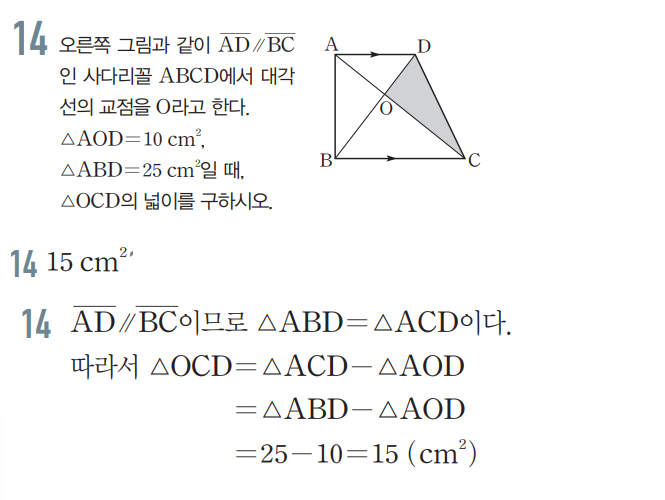 14 오른쪽 그림과 같이 AD∥BC
인 사다리꼴 ABCD에서 대각
선의 교점을 O라고 한다.
△AOD=10 cm²,
△ABD=25 cm²일 때,
△OCD의 넓이를 구하시오.
A D
O
B C
14 15 cm²
14 AD∥BC이므로 △ABD=△ACD이다.
따라서 △OCD=△ACD-△AOD
=△ABD-△AOD
=25-10=15 (cm²)